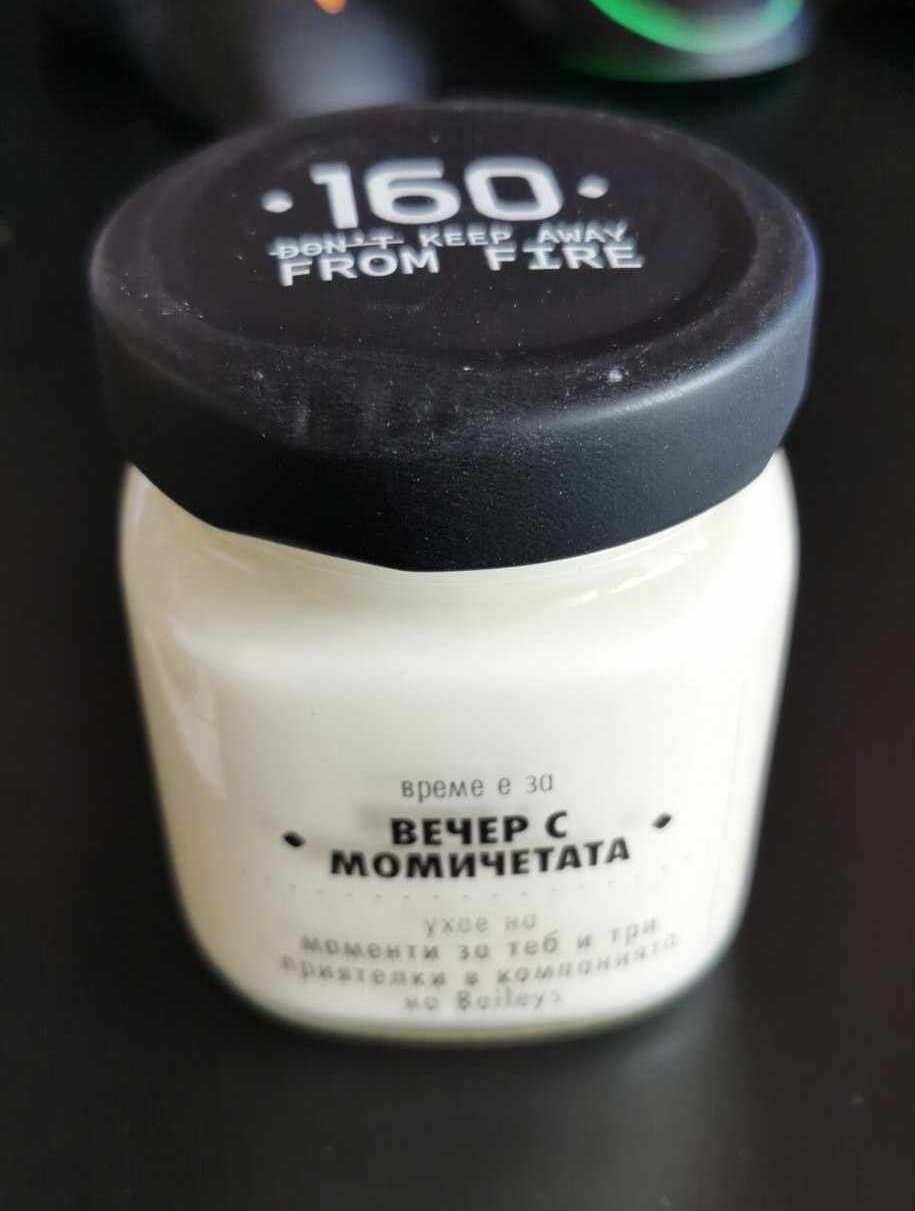 160
DON'T KEEP AWAY
FROM FIRE
време е за
ВЕЧЕР С
МОМИЧЕТАТА
ухае на
моменти за теб и три
приятелки в компанията
на Baileys